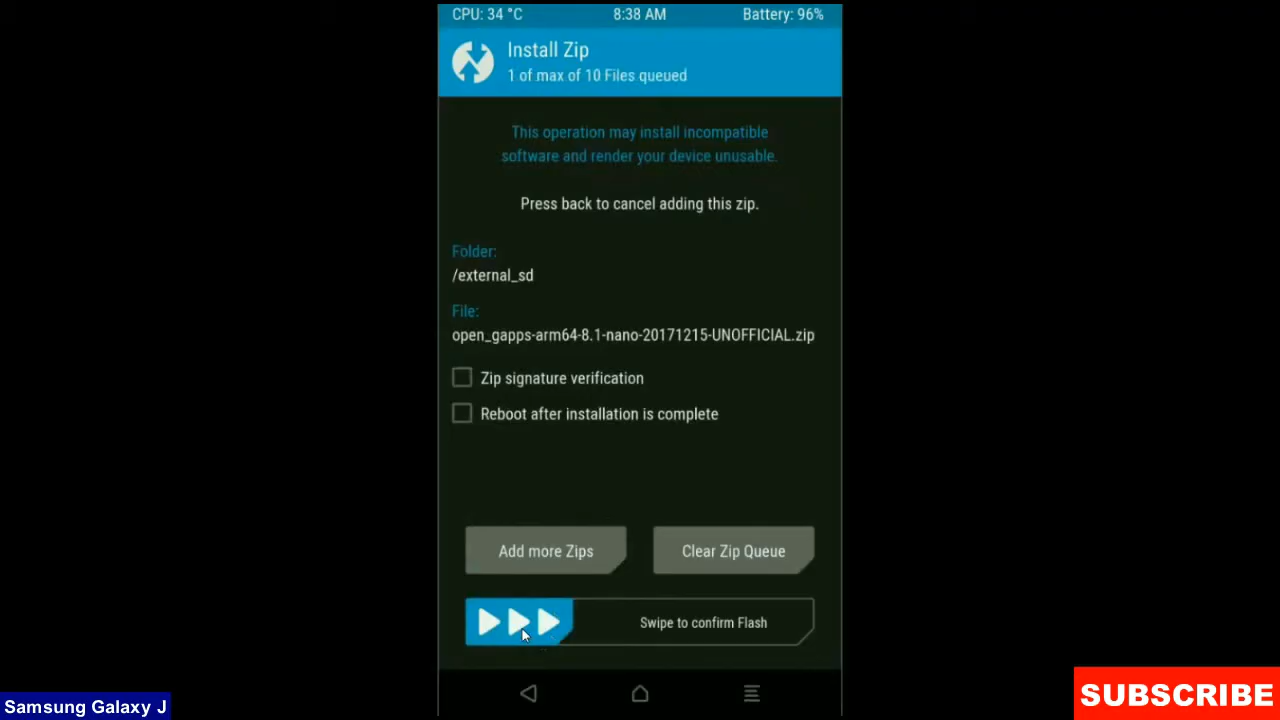 CPU: 34 °C 8:38 AM Battery: 96%
Install Zip
1 of max of 10 Files queued
This operation may install incompatible
software and render your device unusable.
Press back to cancel adding this zip.
Folder:
/external_sd
File:
open_gapps-arm64-8.1-nano-20171215-UNOFFICIAL.zip
Zip signature verification
Reboot after installation is complete
Add more Zips Clear Zip Queue
Swipe to confirm Flash
Samsung Galaxy J
SUBSCRIBE